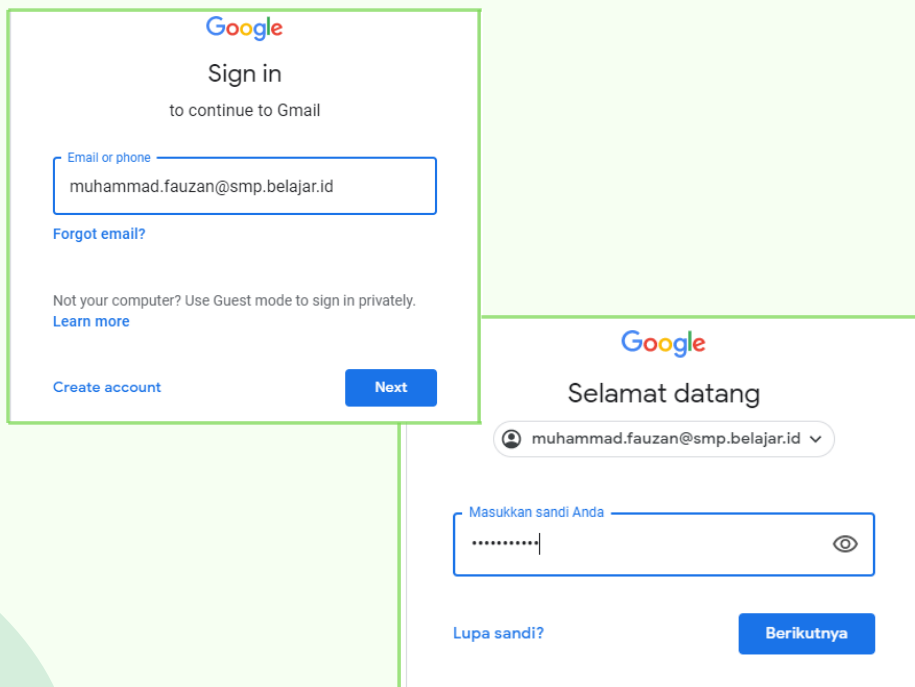 Google
Sign in
to continue to Gmail
Email or phone
muhammad.fauzan@smp.belajar.id
Forgot email?
Not your computer? Use Guest mode to sign in privately.
Learn more
Create account
Next
Google
Selamat datang
muhammad.fauzan@smp.belajar.id
Masukkan sandi Anda
•••••••••••
Lupa sandi?
Berikutnya